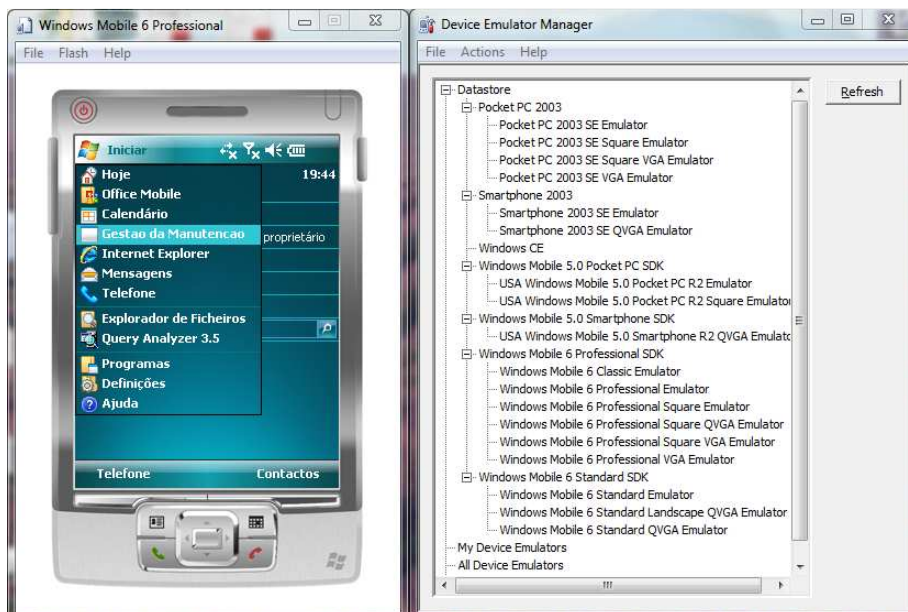 Windows Mobile 6 Professional
File Flash Help
Iniciar
Hoje
19:44
Office Mobile
Calendário
Gestao da Manutencao
proprietário
Internet Explorer
Mensagens
Telefone
Explorador de Ficheiros
Query Analyzer 3.5
Programas
Definições
Ajuda
Telefone Contactos
Device Emulator Manager
File Actions Help
Refresh
Datastore
Pocket PC 2003
Pocket PC 2003 SE Emulator
Pocket PC 2003 SE Square Emulator
Pocket PC 2003 SE Square VGA Emulator
Pocket PC 2003 SE VGA Emulator
Smartphone 2003
Smartphone 2003 SE Emulator
Smartphone 2003 SE QVGA Emulator
Windows CE
Windows Mobile 5.0 Pocket PC SDK
USA Windows Mobile 5.0 Pocket PC R2 Emulator
USA Windows Mobile 5.0 Pocket PC R2 Square Emulator
Windows Mobile 5.0 Smartphone SDK
USA Windows Mobile 5.0 Smartphone R2 QVGA Emulatc
Windows Mobile 6 Professional SDK
Windows Mobile 6 Classic Emulator
Windows Mobile 6 Professional Emulator
Windows Mobile 6 Professional Square Emulator
Windows Mobile 6 Professional Square QVGA Emulator
Windows Mobile 6 Professional Square VGA Emulator
Windows Mobile 6 Professional VGA Emulator
Windows Mobile 6 Standard SDK
Windows Mobile 6 Standard Emulator
Windows Mobile 6 Standard Landscape QVGA Emulator
Windows Mobile 6 Standard QVGA Emulator
My Device Emulators
All Device Emulators